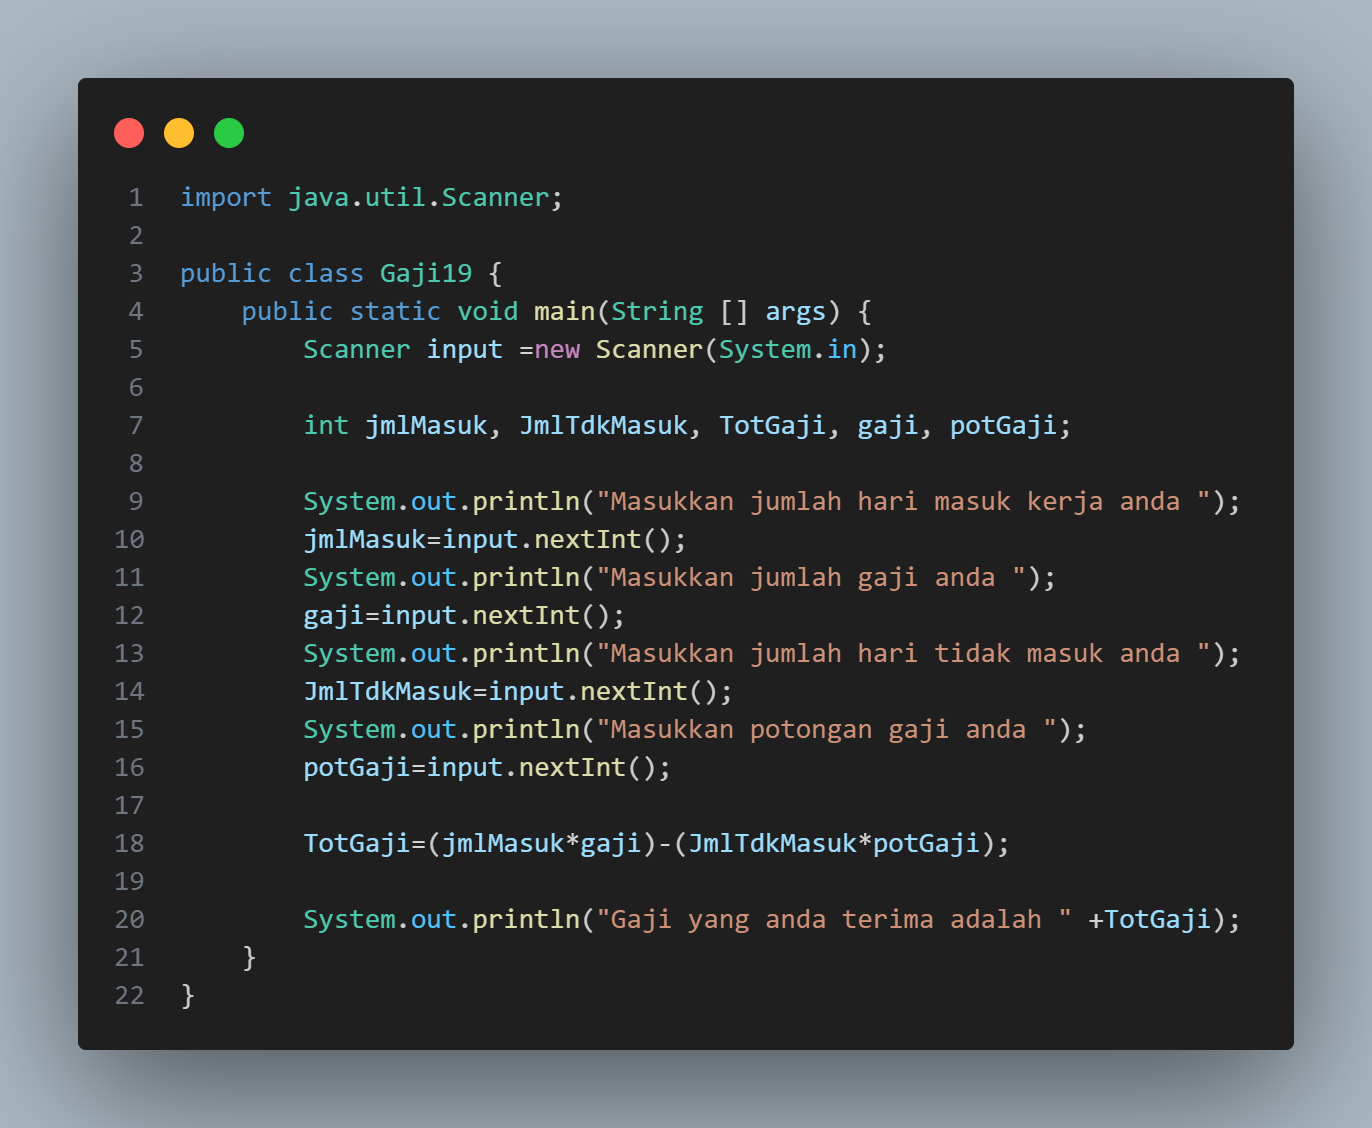 1 import java.util.Scanner;
2
3 public class Gaji19 {
4     public static void main(String [] args) {
5         Scanner input =new Scanner(System.in);
6
7         int jmlMasuk, JmlTdkMasuk, TotGaji, gaji, potGaji;
8
9         System.out.println("Masukkan jumlah hari masuk kerja anda ");
10         jmlMasuk=input.nextInt();
11         System.out.println("Masukkan jumlah gaji anda ");
12         gaji=input.nextInt();
13         System.out.println("Masukkan jumlah hari tidak masuk anda ");
14         JmlTdkMasuk=input.nextInt();
15         System.out.println("Masukkan potongan gaji anda ");
16         potGaji=input.nextInt();
17
18         TotGaji=(jmlMasuk*gaji)-(JmlTdkMasuk*potGaji);
19
20         System.out.println("Gaji yang anda terima adalah " +TotGaji);
21     }
22 }